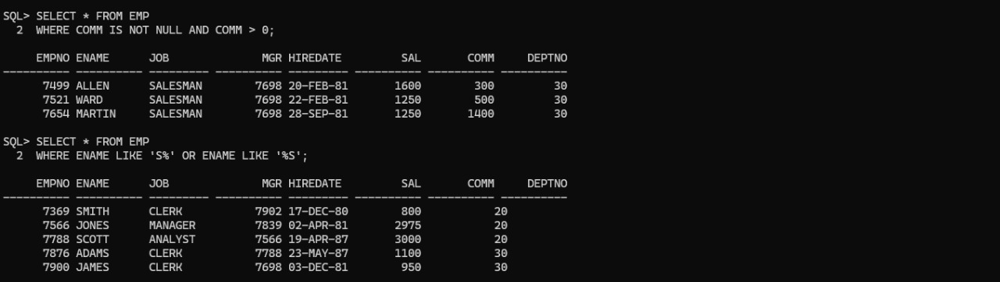 SQL> SELECT * FROM EMP
  2  WHERE COMM IS NOT NULL AND COMM > 0;

     EMPNO ENAME      JOB              MGR HIREDATE         SAL       COMM     DEPTNO
---------- ---------- --------- ---------- --------- ---------- ---------- ----------
      7499 ALLEN      SALESMAN        7698 20-FEB-81       1600        300         30
      7521 WARD       SALESMAN        7698 22-FEB-81       1250        500         30
      7654 MARTIN     SALESMAN        7698 28-SEP-81       1250       1400         30

SQL> SELECT * FROM EMP
  2  WHERE ENAME LIKE 'S%' OR ENAME LIKE '%S';

     EMPNO ENAME      JOB              MGR HIREDATE         SAL       COMM     DEPTNO
---------- ---------- --------- ---------- --------- ---------- ---------- ----------
      7369 SMITH      CLERK           7902 17-DEC-80        800           20
      7566 JONES      MANAGER         7839 02-APR-81       2975           20
      7788 SCOTT      ANALYST         7566 19-APR-87       3000           20
      7876 ADAMS      CLERK           7788 23-MAY-87       1100           30
      7900 JAMES      CLERK           7698 03-DEC-81        950           30